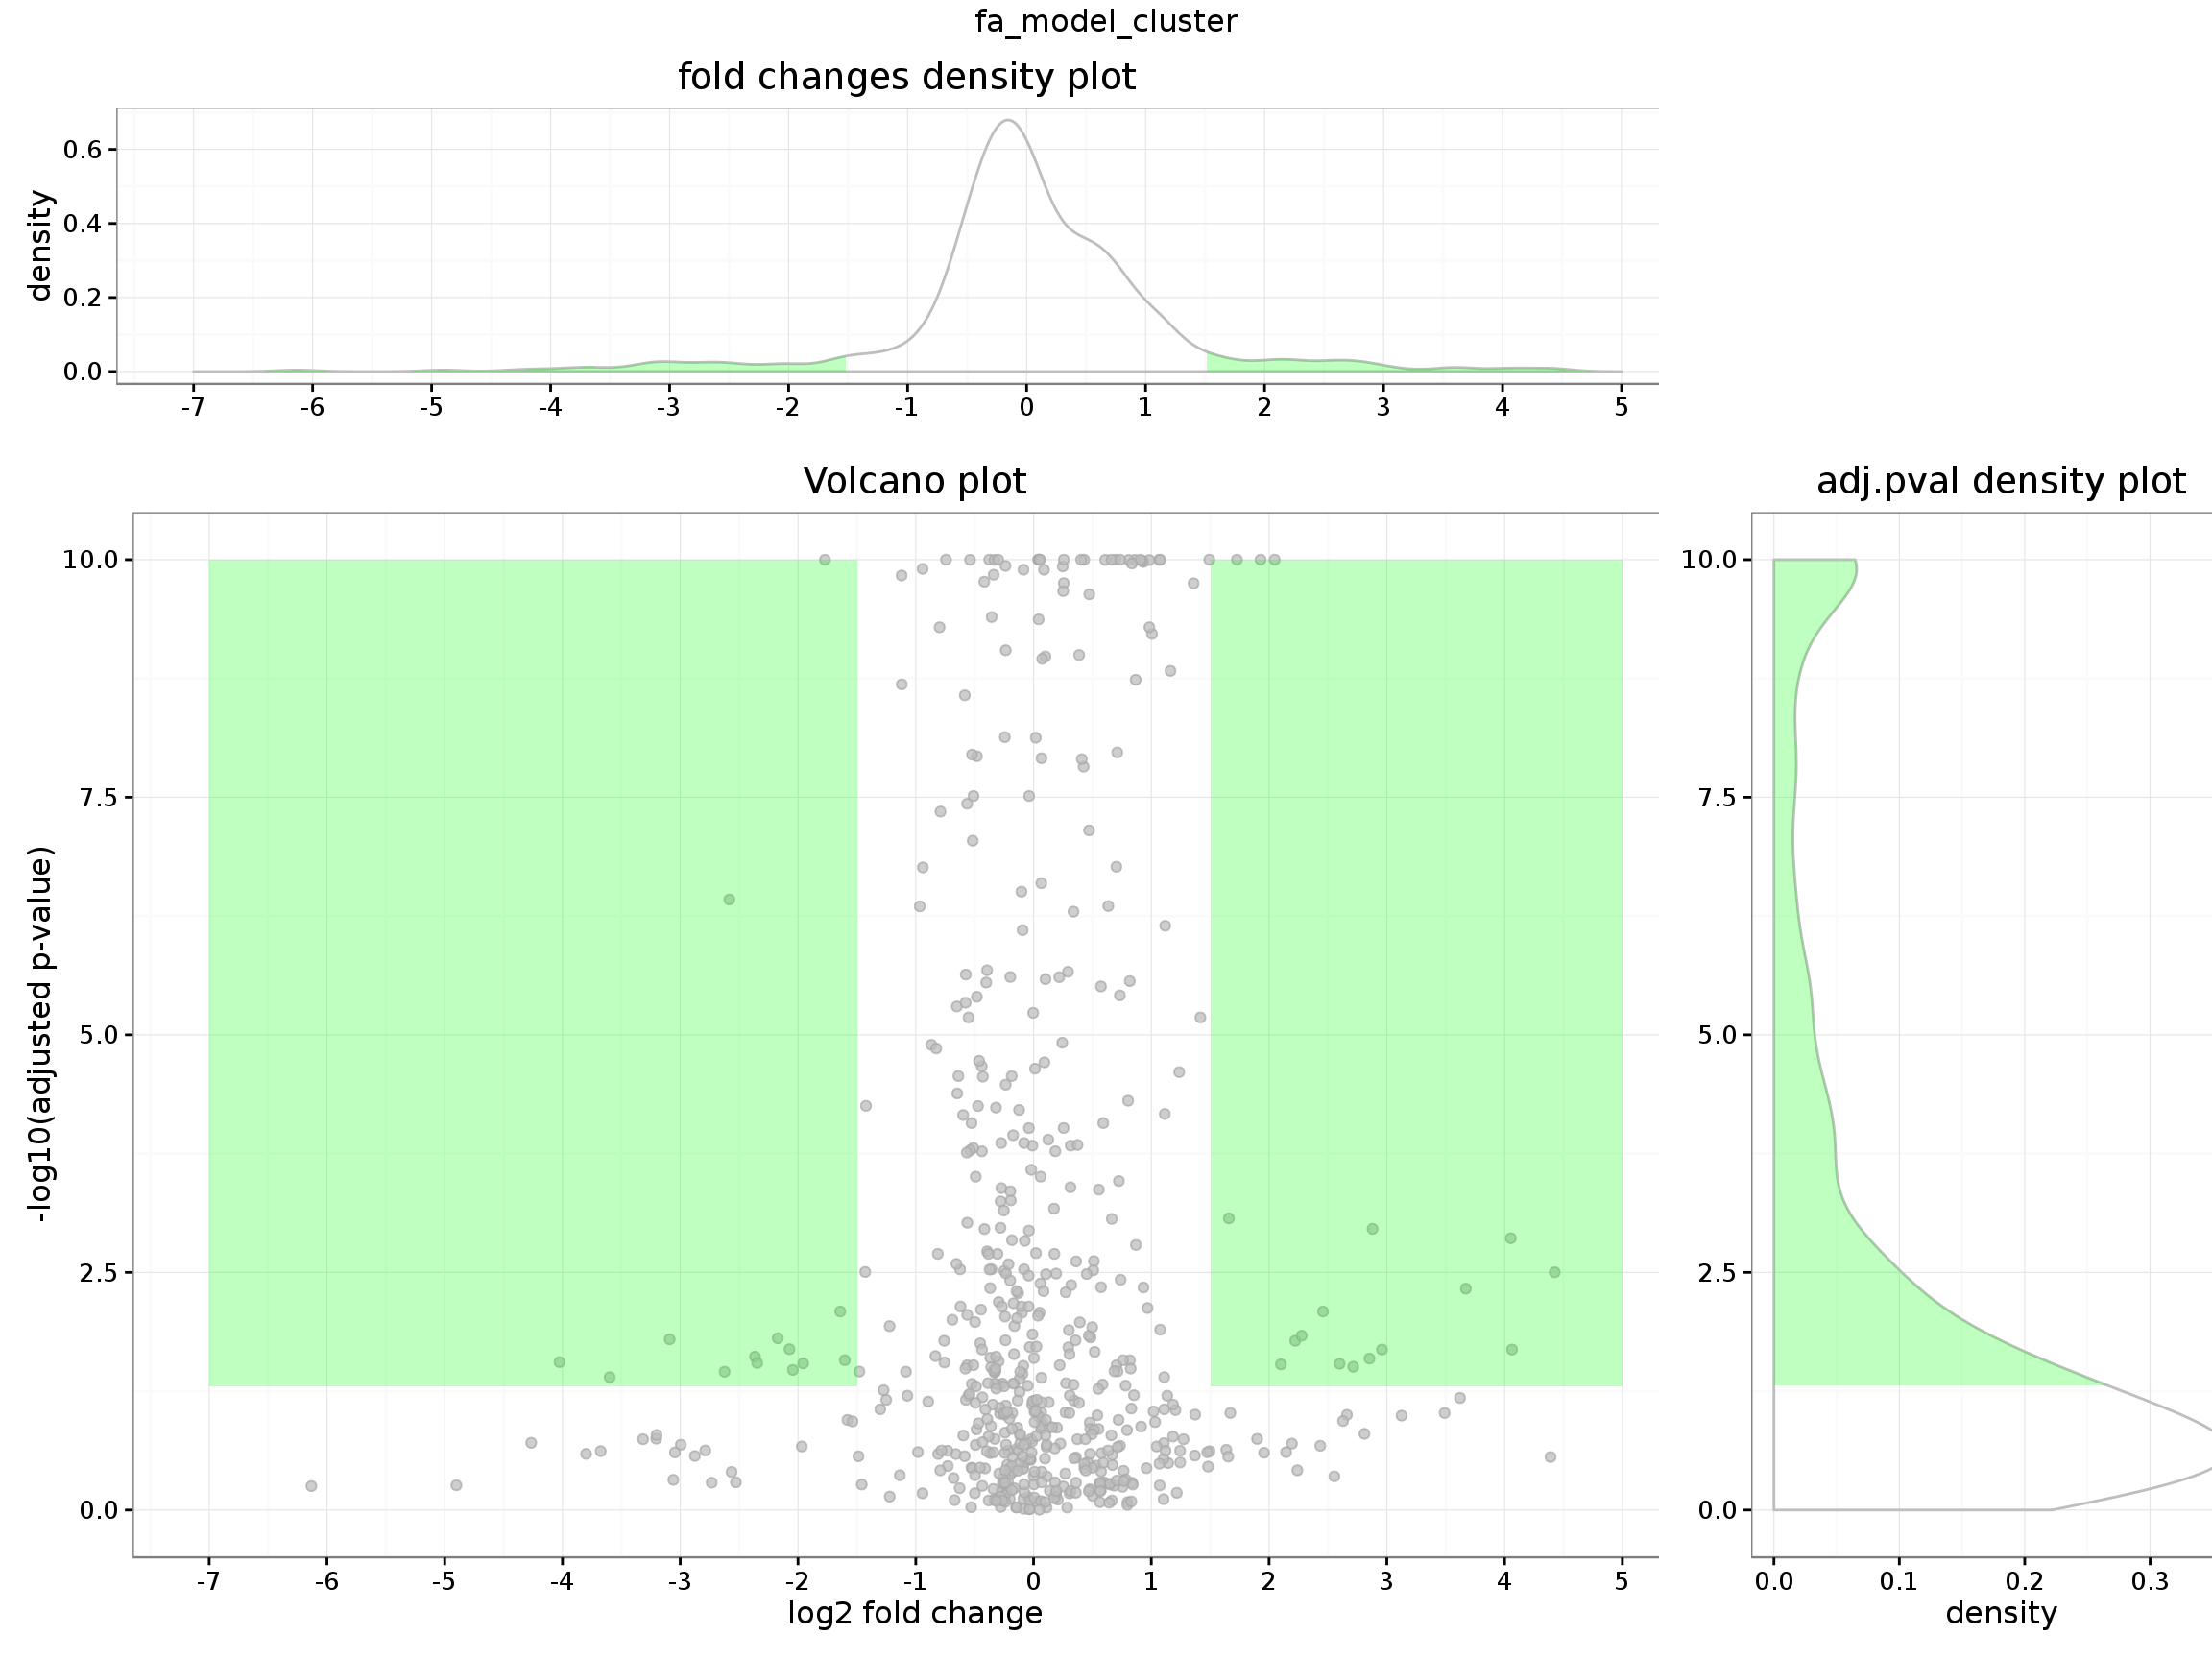 fa_model_cluster
fold changes density plot
density
0.6
0.4
0.2
0.0
-7 -6 -5 -4 -3 -2 -1 0 1 2 3 4 5
Volcano plot
-log10(adjusted p-value)
10.0
7.5
5.0
2.5
0.0
-7 -6 -5 -4 -3 -2 -1 0 1 2 3 4 5
log2 fold change
adj.pval density plot
10.0
7.5
5.0
2.5
0.0
0.0 0.1 0.2 0.3
density